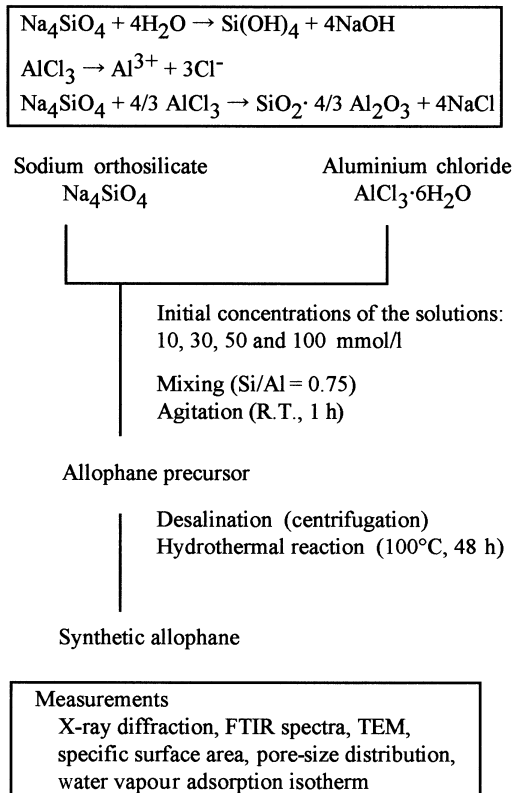 Na₄SiO₄ + 4H₂O → Si(OH)₄ + 4NaOH
AlCl₃ → Al³⁺ + 3Cl⁻
Na₄SiO₄ + 4/3 AlCl₃ → SiO₂· 4/3 Al₂O₃ + 4NaCl
Sodium orthosilicate
Na₄SiO₄
Aluminium chloride
AlCl₃·6H₂O
Initial concentrations of the solutions:
10, 30, 50 and 100 mmol/l
Mixing (Si/Al = 0.75)
Agitation (R.T., 1 h)
Allophane precursor
Desalination (centrifugation)
Hydrothermal reaction (100°C, 48 h)
Synthetic allophane
Measurements
X-ray diffraction, FTIR spectra, TEM,
specific surface area, pore-size distribution,
water vapour adsorption isotherm